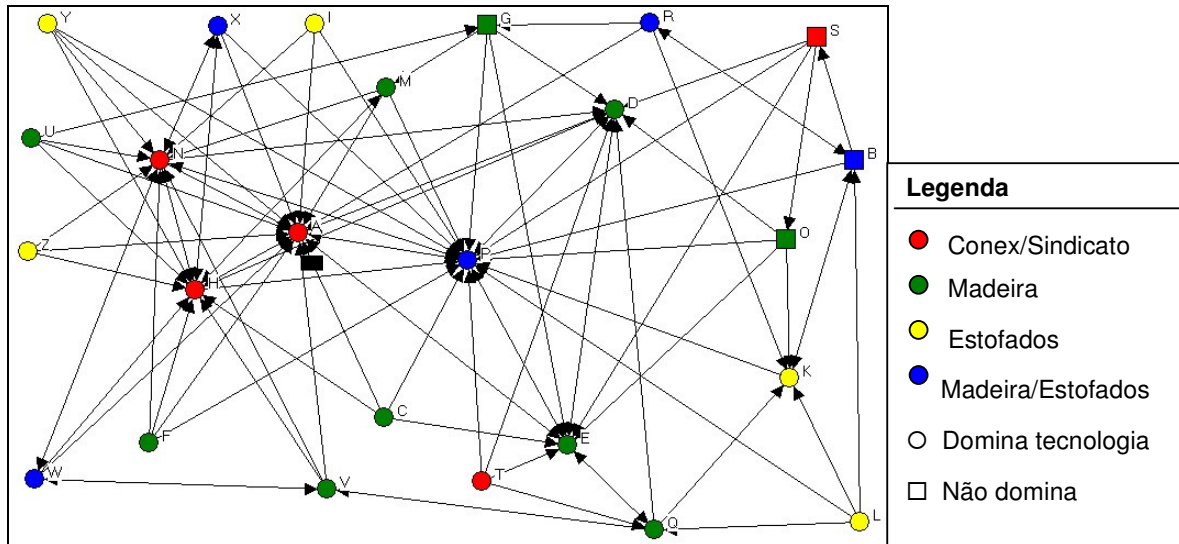 Y
X
I
G
R
S
M
D
U
N
B
A
O
Z
P
H
K
C
F
E
W
V
T
Q
L
Legenda
Conex/Sindicato
Madeira
Estofados
Madeira/Estofados
Domina tecnologia
Não domina